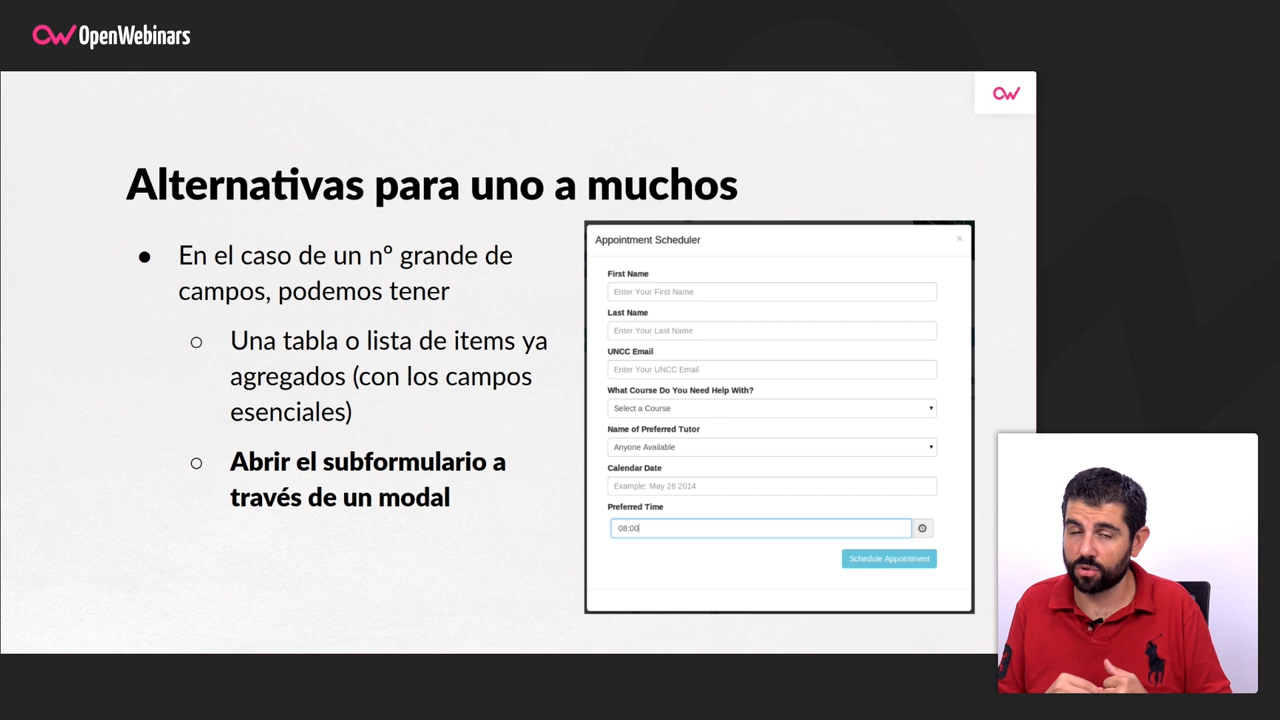 OpenWebinars
Alternativas para uno a muchos
● En el caso de un nº grande de
campos, podemos tener
○ Una tabla o lista de items ya
agregados (con los campos
esenciales)
○ Abrir el subformulario a
través de un modal
Appointment Scheduler ×
First Name
Enter Your First Name
Last Name
Enter Your Last Name
UNCC Email
Enter Your UNCC Email
What Course Do You Need Help With?
Select a Course
Name of Preferred Tutor
Anyone Available
Calendar Date
Example: May 28 2014
Preferred Time
08:00
Schedule Appointment